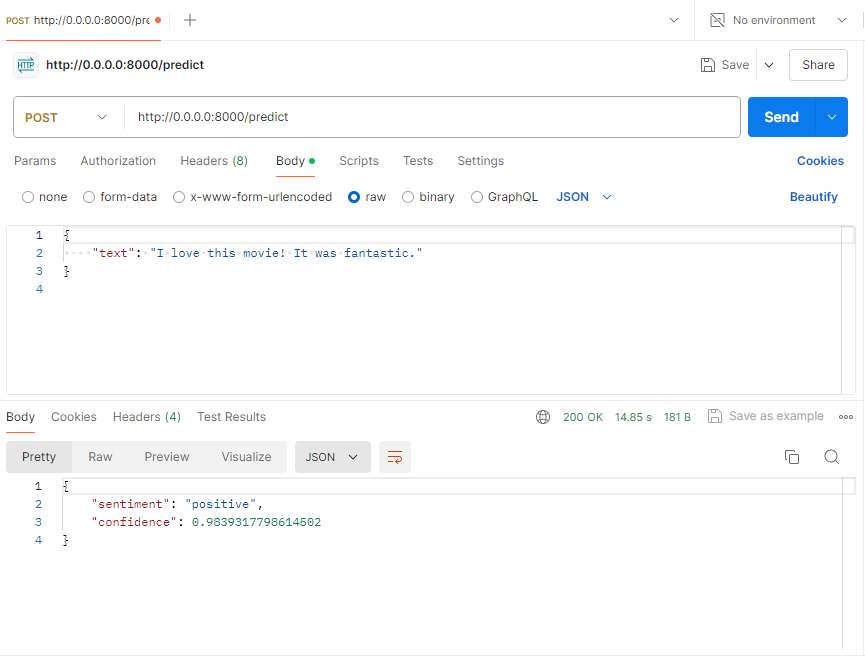 POST http://0.0.0.0:8000/pre
No environment
HTTP http://0.0.0.0:8000/predict
Save
Share
POST http://0.0.0.0:8000/predict
Send
Params Authorization Headers (8) Body Scripts Tests Settings Cookies
none form-data x-www-form-urlencoded raw binary GraphQL JSON Beautify
1 {
2 "text": "I love this movie! It was fantastic."
3 }
4
Body Cookies Headers (4) Test Results 200 OK 14.85 s 181 B Save as example
Pretty Raw Preview Visualize JSON
1 {
2 "sentiment": "positive",
3 "confidence": 0.9839317798614502
4 }